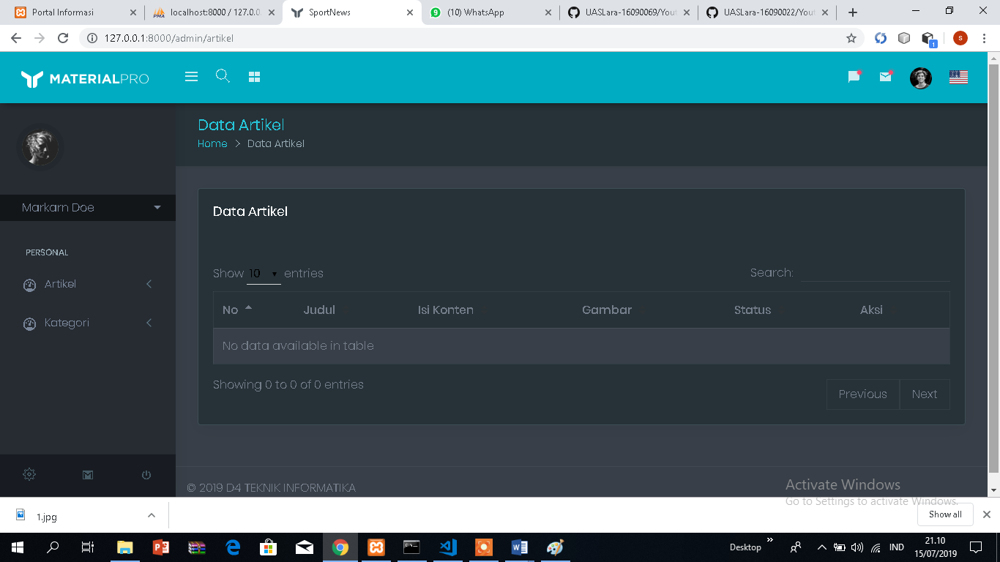 Portal Informasi
localhost:8000 / 127.0.0.
SportNews
(10) WhatsApp
UASLara-16090069/Yout
UASLara-16090022/Yout
127.0.0.1:8000/admin/artikel
S
1
MATERIALPRO
Data Artikel
Home > Data Artikel
Markarn Doe
PERSONAL
Artikel
Kategori
Data Artikel
Show 10 entries
Search:
No Judul Isi Konten Gambar Status Aksi
No data available in table
Showing 0 to 0 of 0 entries
Previous Next
© 2019 D4 TEKNIK INFORMATIKA
Activate Windows
Go to Settings to activate Windows.
1.jpg
Show all
Desktop
IND
21.10
15/07/2019